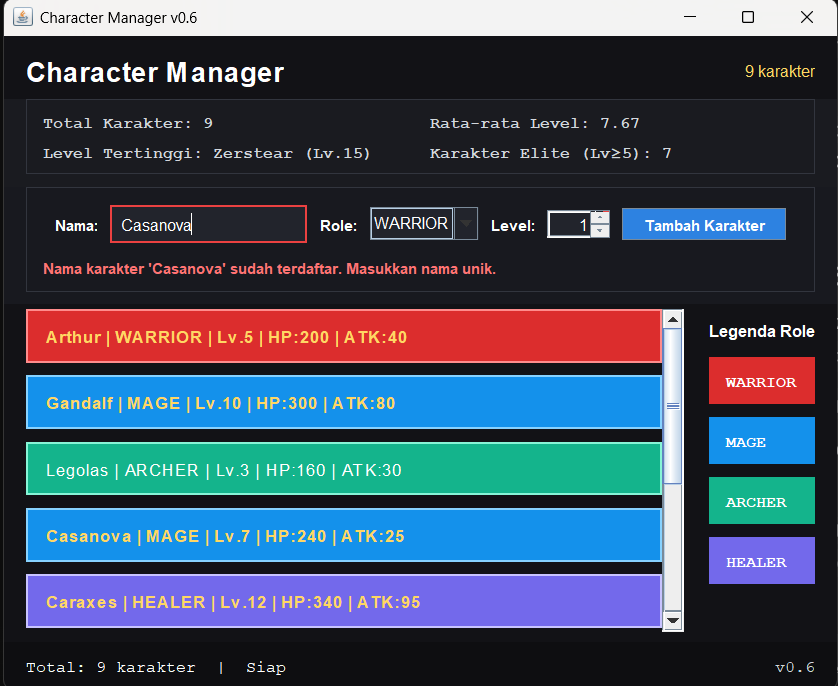 Character Manager v0.6
Character Manager
9 karakter
Total Karakter: 9
Rata-rata Level: 7.67
Level Tertinggi: Zerstear (Lv.15)
Karakter Elite (Lv≥5): 7
Nama: Casanova Role: WARRIOR Level: 1 Tambah Karakter
Nama karakter 'Casanova' sudah terdaftar. Masukkan nama unik.
Arthur | WARRIOR | Lv.5 | HP:200 | ATK:40
Gandalf | MAGE | Lv.10 | HP:300 | ATK:80
Legolas | ARCHER | Lv.3 | HP:160 | ATK:30
Casanova | MAGE | Lv.7 | HP:240 | ATK:25
Caraxes | HEALER | Lv.12 | HP:340 | ATK:95
Legenda Role
WARRIOR
MAGE
ARCHER
HEALER
Total: 9 karakter | Siap
v0.6